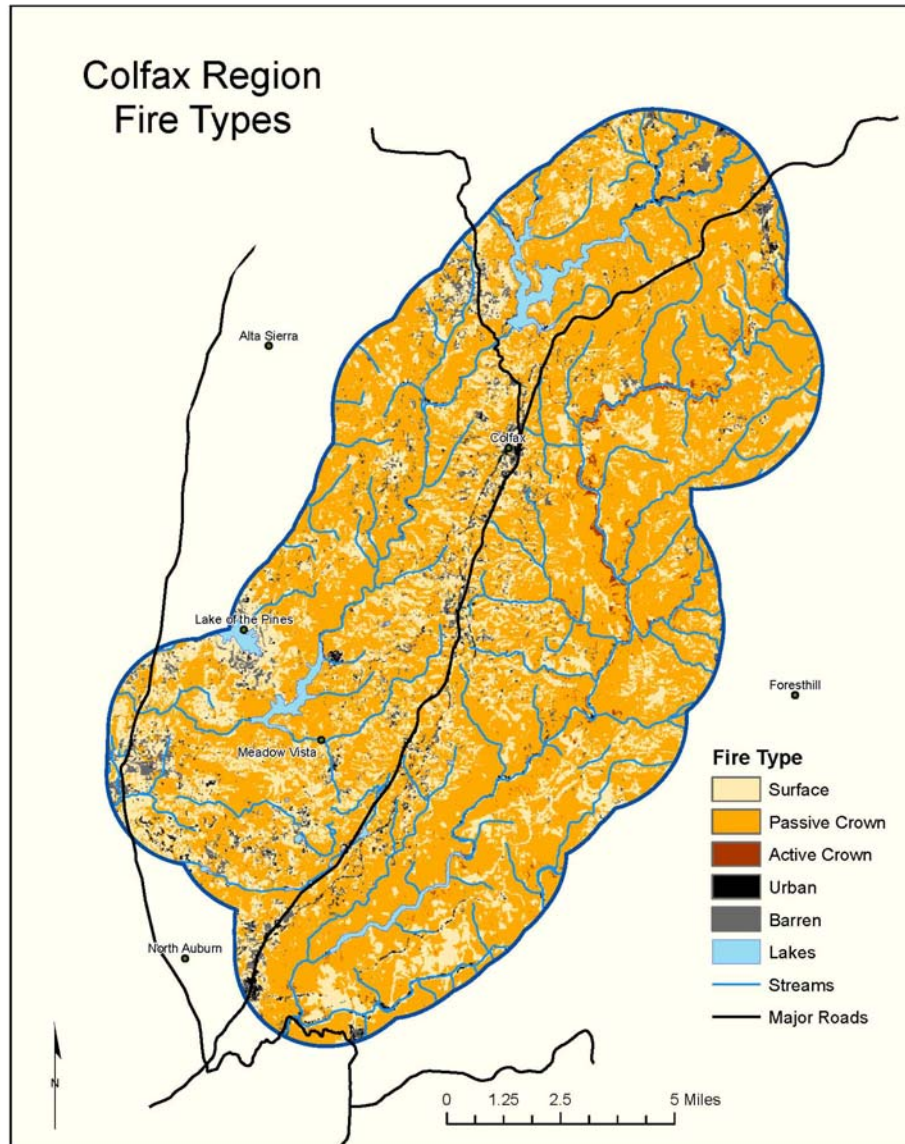 Colfax Region
Fire Types
Alta Sierra
Colfax
Lake of the Pines
Foresthill
Meadow Vista
North Auburn
Fire Type
Surface
Passive Crown
Active Crown
Urban
Barren
Lakes
Streams
Major Roads
N
0 1.25 2.5 5 Miles